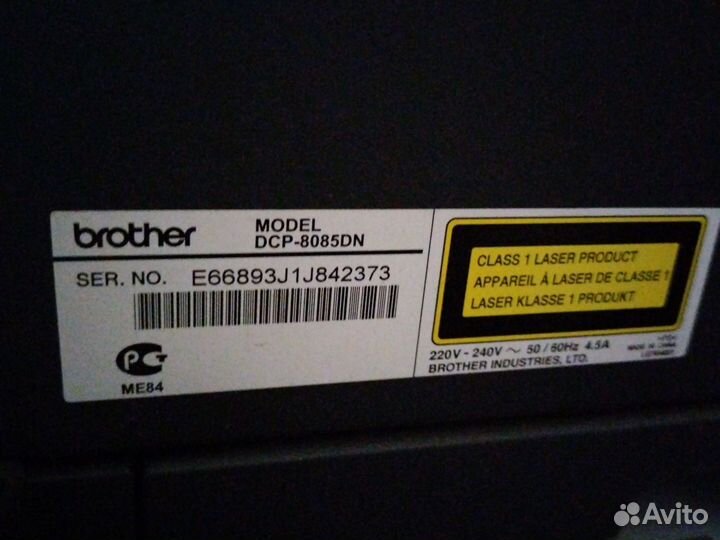 brother
MODEL
DCP-8085DN
SER. NO. E66893J1J842373
ME84
CLASS 1 LASER PRODUCT
APPAREIL À LASER DE CLASSE 1
LASER KLASSE 1 PRODUKT
220V - 240V ～ 50 / 60Hz 4.5A
BROTHER INDUSTRIES, LTD.
MADE IN CHINA
Avito